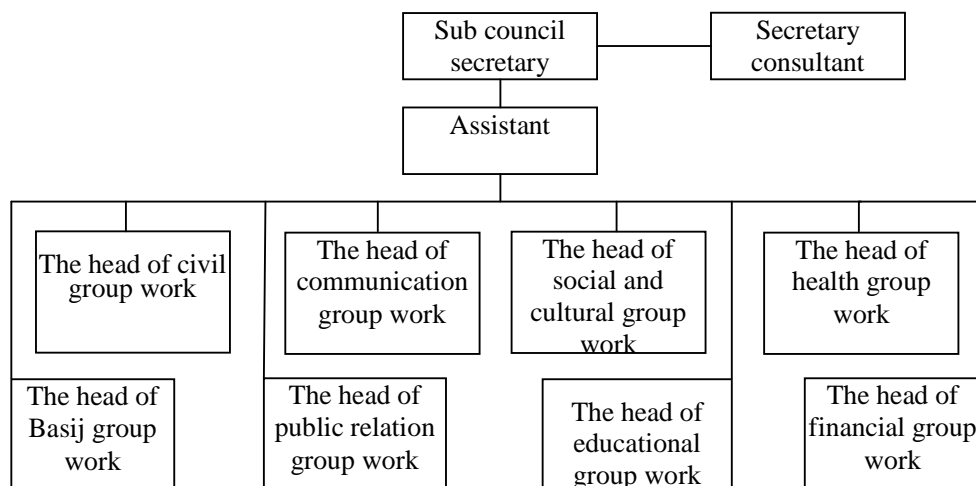 Sub council
secretary
Secretary
consultant
Assistant
The head of civil
group work
The head of
communication
group work
The head of
social and
cultural group
work
The head of
health group
work
The head of
Basij group
work
The head of
public relation
group work
The head of
educational
group work
The head of
financial group
work